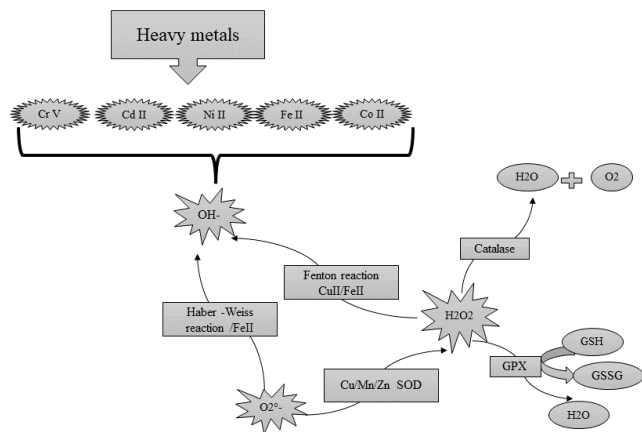 Heavy metals
Cr V
Cd II
Ni II
Fe II
Co II
H2O
O2
OH-
Catalase
Fenton reaction
CuII/FeII
H2O2
Haber -Weiss
reaction /FeII
GSH
GPX
GSSG
Cu/Mn/Zn SOD
O2°-
H2O